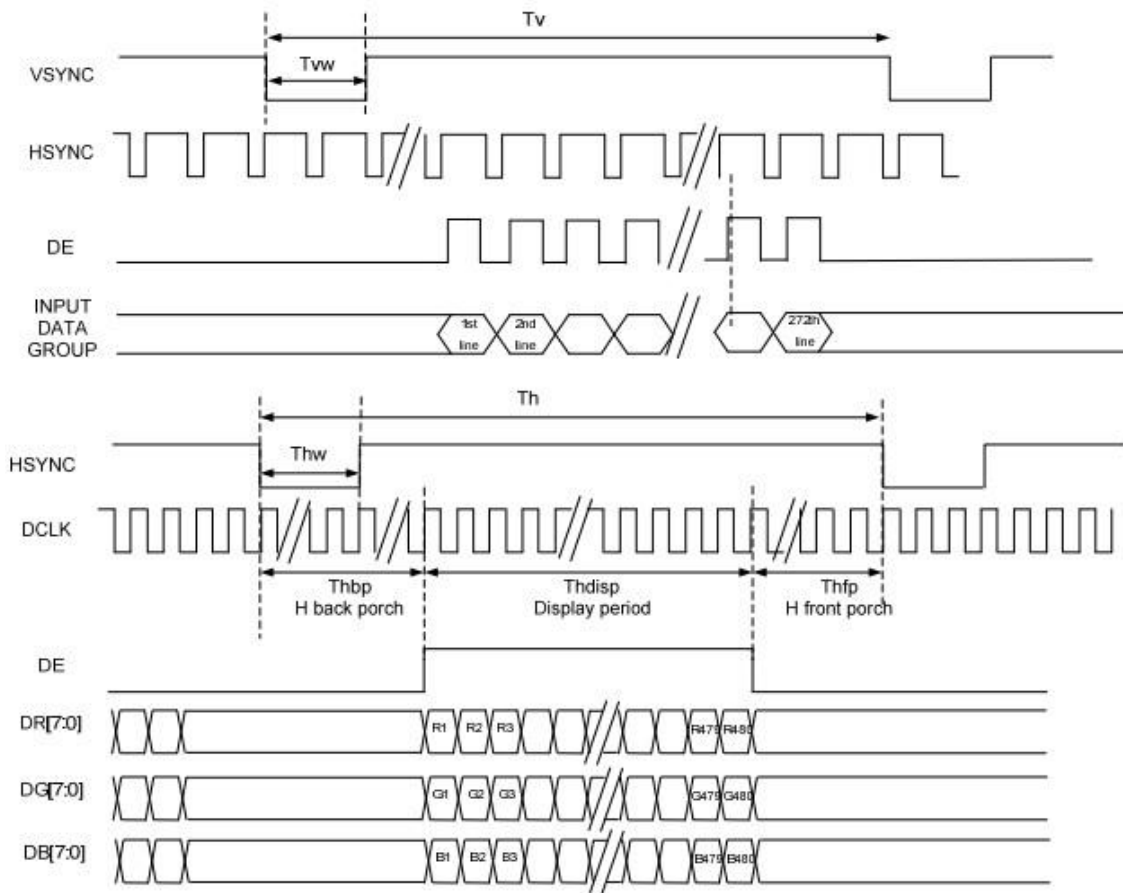 Tv
VSYNC
Tvw
HSYNC
DE
INPUT
DATA
GROUP
1st
line
2nd
line
272th
line
Th
HSYNC
Thw
DCLK
Thbp
H back porch
Thdisp
Display period
Thfp
H front porch
DE
DR[7:0]
R1 R2 R3 R479 R480
DG[7:0]
G1 G2 G3 G479 G480
DB[7:0]
B1 B2 B3 B479 B480